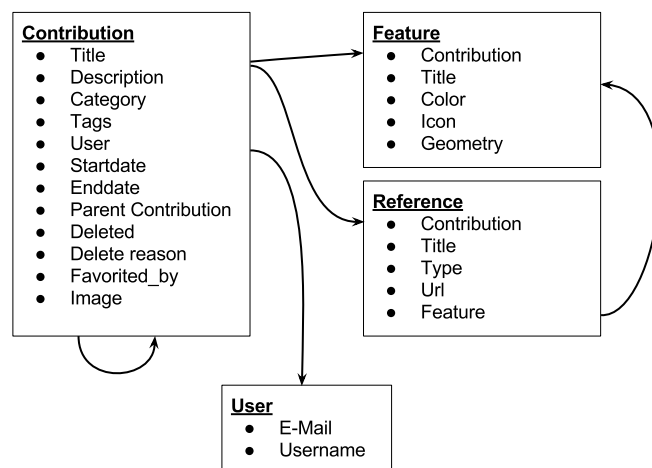 Contribution
● Title
● Description
● Category
● Tags
● User
● Startdate
● Enddate
● Parent Contribution
● Deleted
● Delete reason
● Favorited_by
● Image
Feature
● Contribution
● Title
● Color
● Icon
● Geometry
Reference
● Contribution
● Title
● Type
● Url
● Feature
User
● E-Mail
● Username